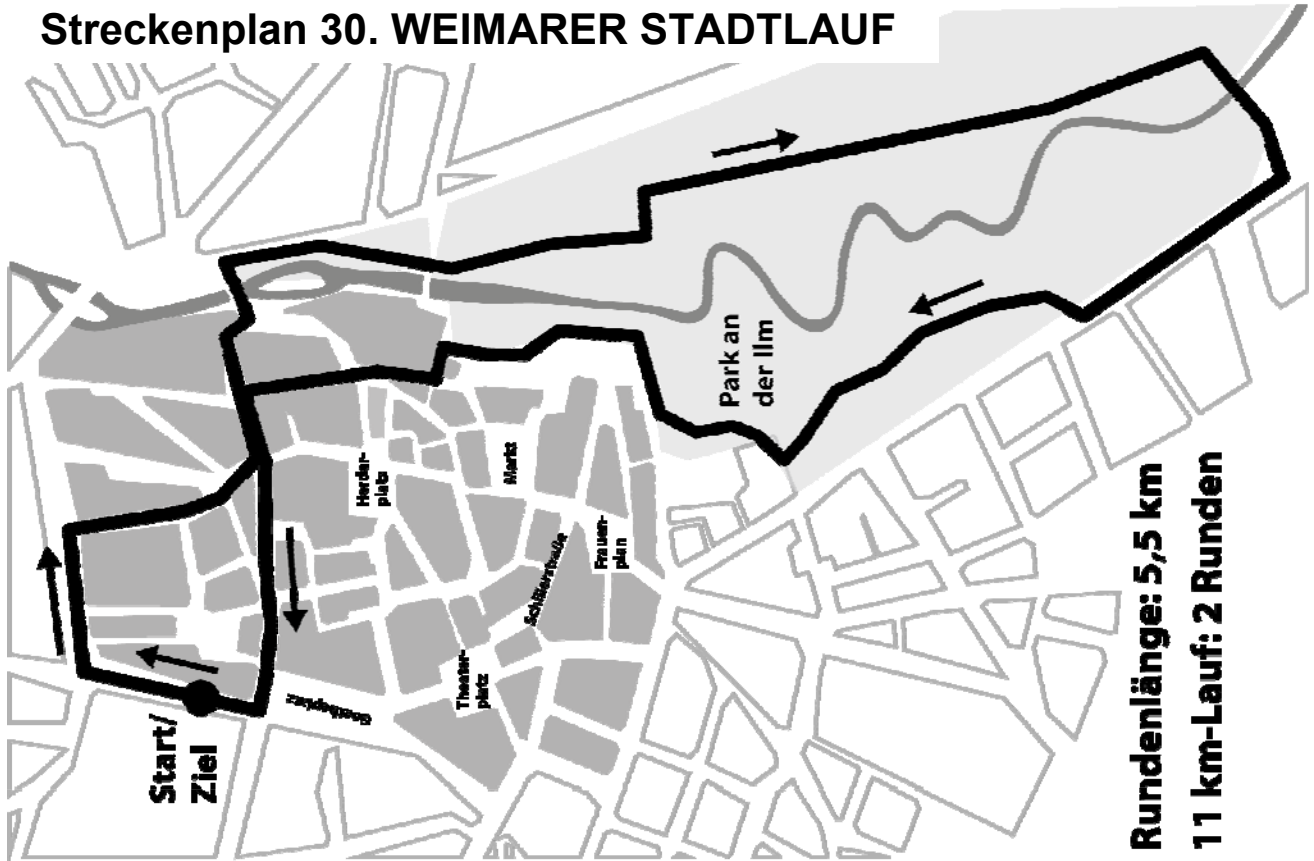 Streckenplan 30. WEIMARER STADTLAUF
Start/
Ziel
Goetheplatz
Theater-
platz
Schillerstraße
Frauen-
plan
Markt
Herder-
platz
Park an
der Ilm
Rundenlänge: 5,5 km
11 km-Lauf: 2 Runden